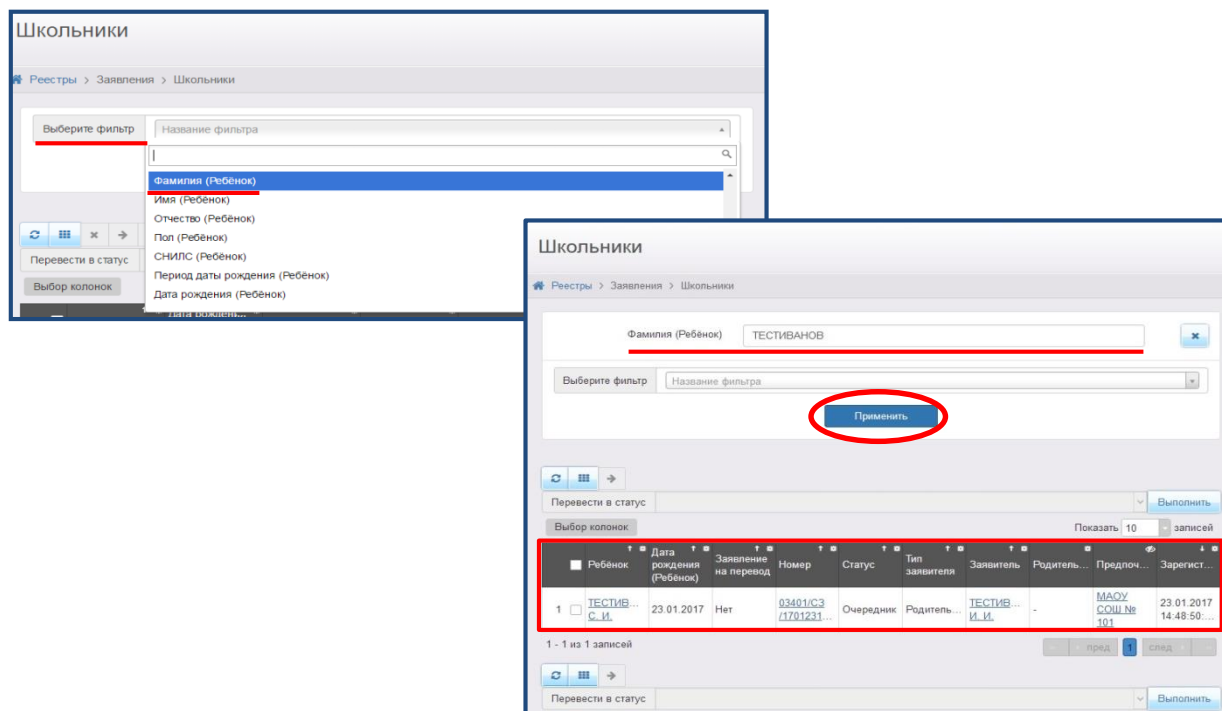 Школьники
Реестры > Заявления > Школьники
Выберите фильтр
Название фильтра
Фамилия (Ребёнок)
Имя (Ребёнок)
Отчество (Ребёнок)
Пол (Ребёнок)
СНИЛС (Ребёнок)
Период даты рождения (Ребёнок)
Дата рождения (Ребёнок)
Перевести в статус
Выбор колонок
Дата рождени...
Школьники
Реестры > Заявления > Школьники
Фамилия (Ребёнок) ТЕСТИВАНОВ
Выберите фильтр Название фильтра
Применить
Перевести в статус Выполнить
Выбор колонок Показать 10 записей
Ребёнок Дата рождения (Ребёнок) Заявление на перевод Номер Статус Тип заявителя Заявитель Родитель... Предпоч... Зарегист...
1 ТЕСТИВ... С. И. 23.01.2017 Нет 03401/СЗ/1701231... Очередник Родитель... ТЕСТИВ... И. И. - МАОУ СОШ № 101 23.01.2017 14:48:50:...
1 - 1 из 1 записей пред 1 след
Перевести в статус Выполнить